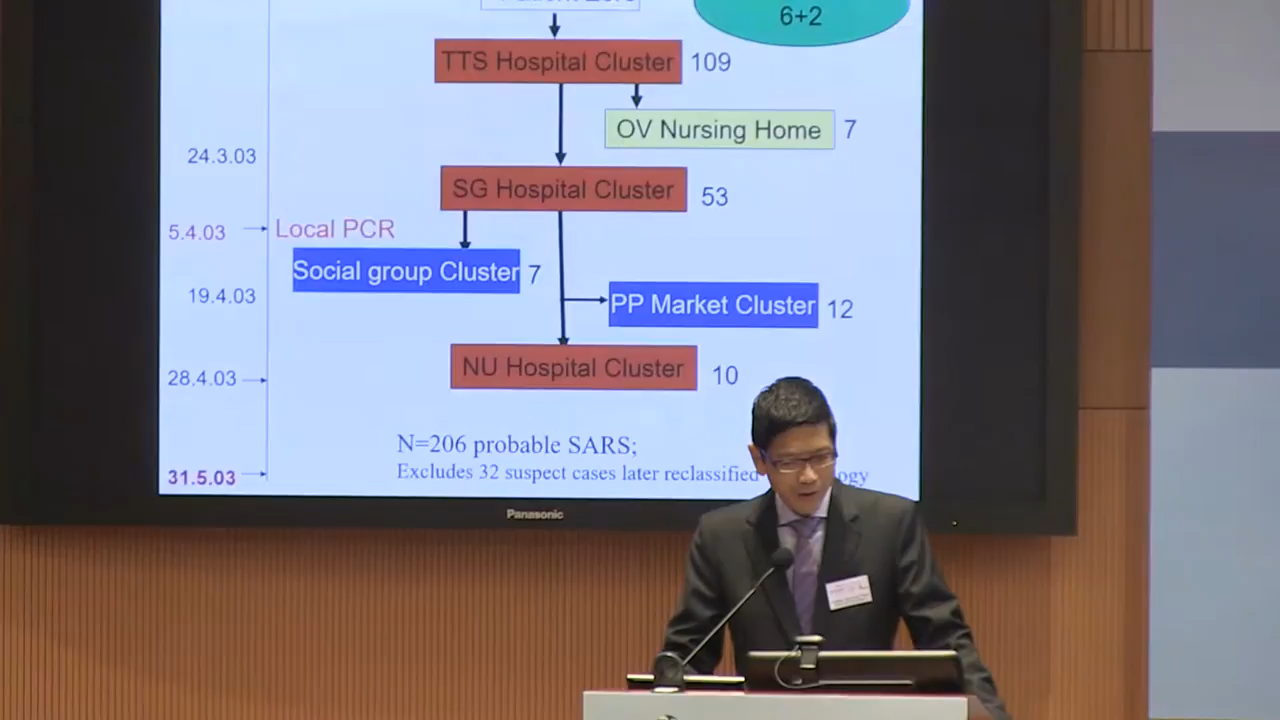 6+2
TTS Hospital Cluster 109
OV Nursing Home 7
24.3.03
SG Hospital Cluster 53
5.4.03 Local PCR
Social group Cluster 7
19.4.03
PP Market Cluster 12
NU Hospital Cluster 10
28.4.03
N=206 probable SARS;
Excludes 32 suspect cases later reclassified
31.5.03
Panasonic